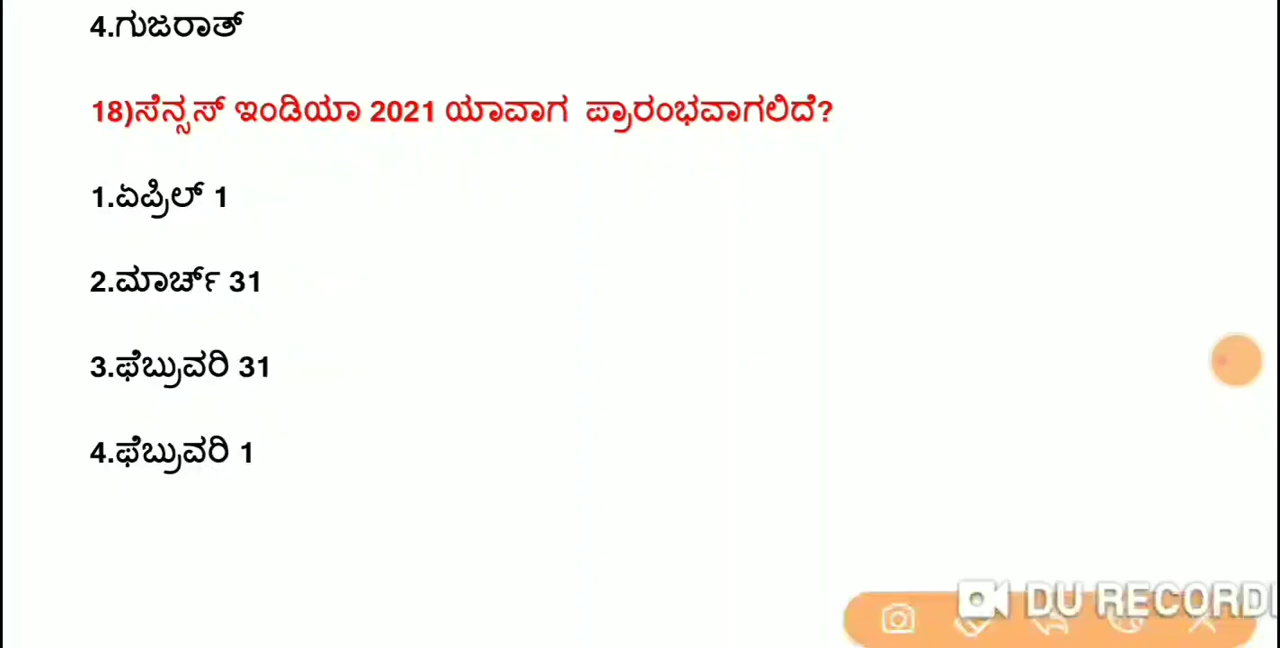 4.ಗುಜರಾತ್
18)ಸೆನ್ಸಸ್ ಇಂಡಿಯಾ 2021 ಯಾವಾಗ ಪ್ರಾರಂಭವಾಗಲಿದೆ?
1.ಏಪ್ರಿಲ್ 1
2.ಮಾರ್ಚ್ 31
3.ಫೆಬ್ರುವರಿ 31
4.ಫೆಬ್ರುವರಿ 1
DU RECORD